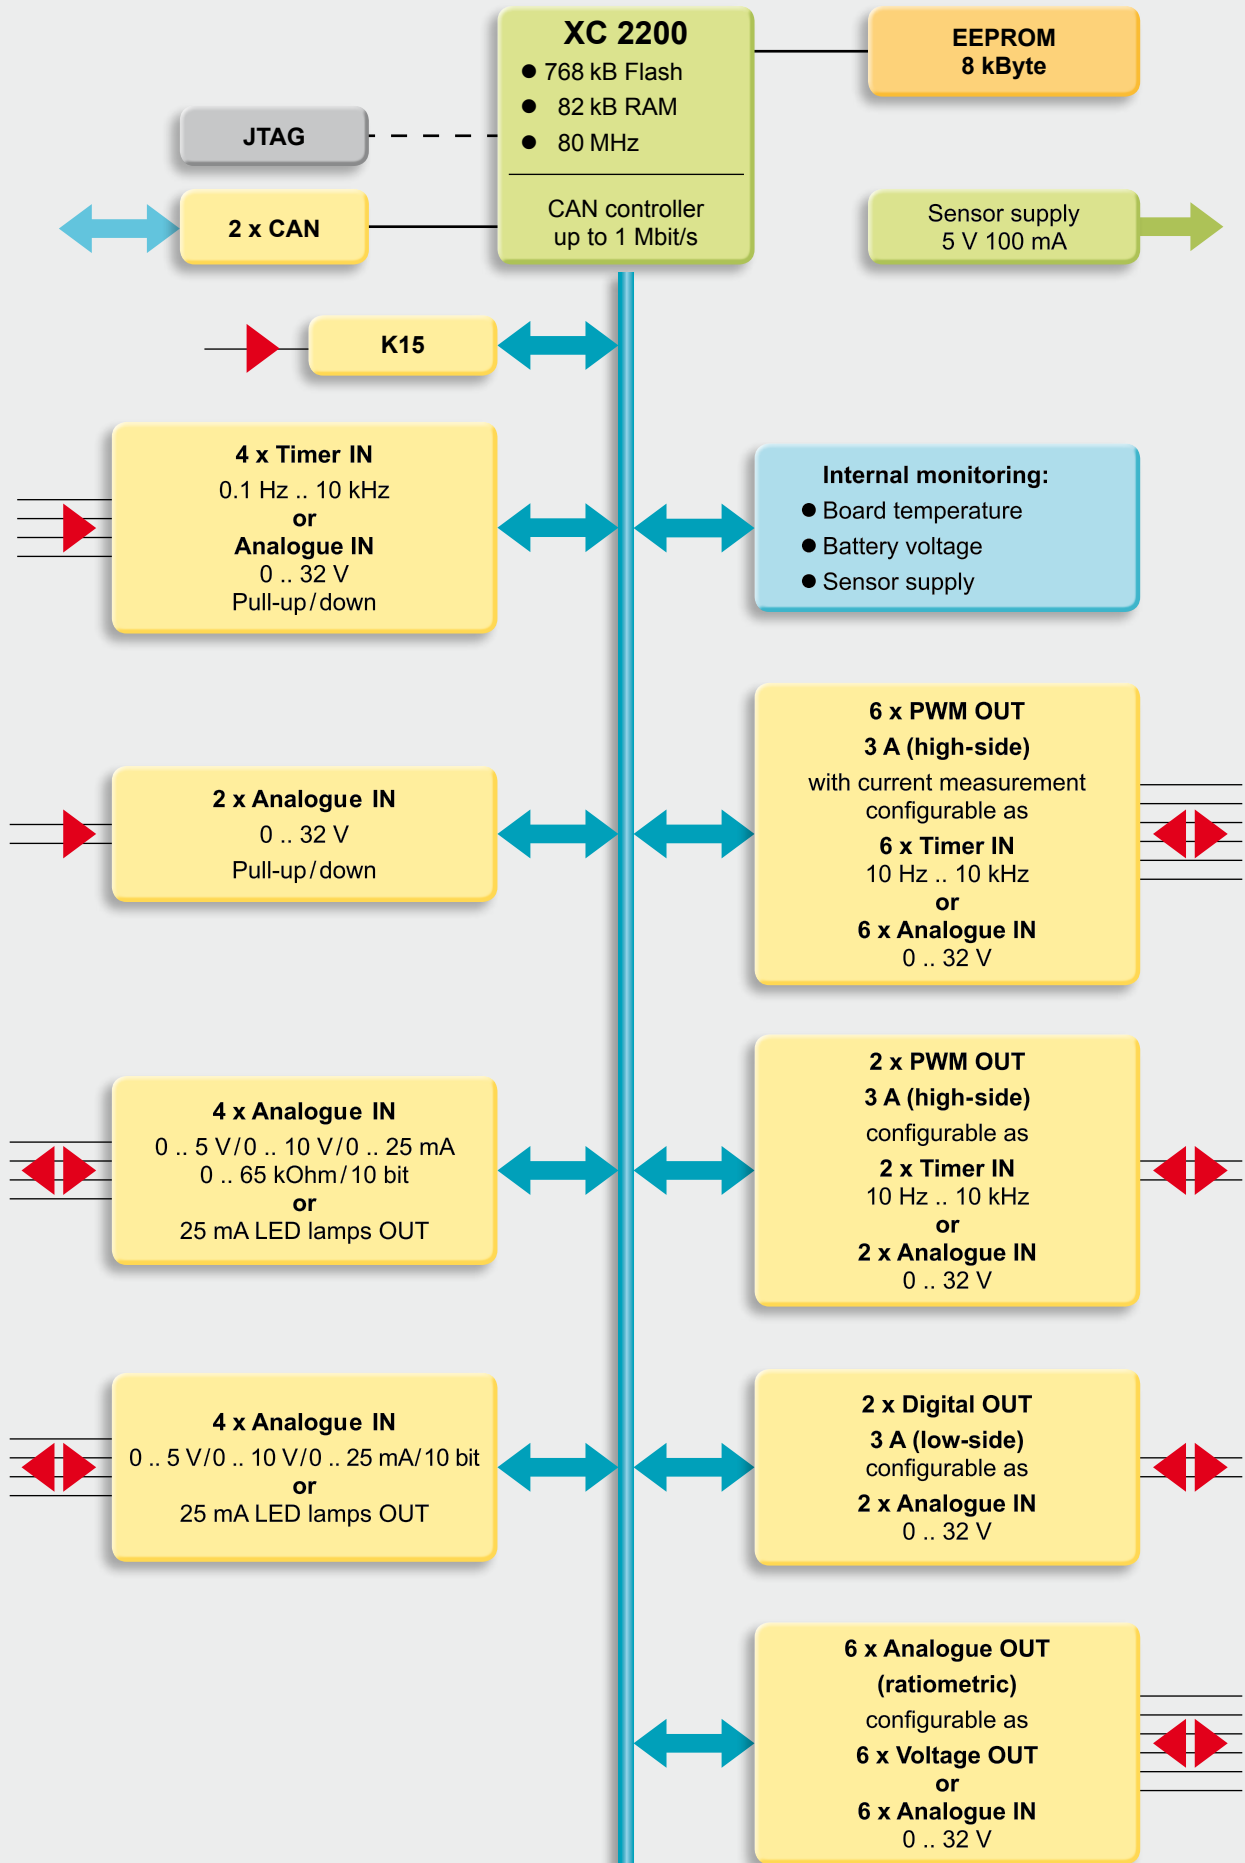 XC 2200
● 768 kB Flash
● 82 kB RAM
● 80 MHz
CAN controller
up to 1 Mbit/s
EEPROM
8 kByte
JTAG
2 x CAN
Sensor supply
5 V 100 mA
K15
4 x Timer IN
0.1 Hz .. 10 kHz
or
Analogue IN
0 .. 32 V
Pull-up/down
Internal monitoring:
● Board temperature
● Battery voltage
● Sensor supply
2 x Analogue IN
0 .. 32 V
Pull-up/down
6 x PWM OUT
3 A (high-side)
with current measurement
configurable as
6 x Timer IN
10 Hz .. 10 kHz
or
6 x Analogue IN
0 .. 32 V
4 x Analogue IN
0 .. 5 V/0 .. 10 V/0 .. 25 mA
0 .. 65 kOhm/10 bit
or
25 mA LED lamps OUT
2 x PWM OUT
3 A (high-side)
configurable as
2 x Timer IN
10 Hz .. 10 kHz
or
2 x Analogue IN
0 .. 32 V
4 x Analogue IN
0 .. 5 V/0 .. 10 V/0 .. 25 mA/10 bit
or
25 mA LED lamps OUT
2 x Digital OUT
3 A (low-side)
configurable as
2 x Analogue IN
0 .. 32 V
6 x Analogue OUT
(ratiometric)
configurable as
6 x Voltage OUT
or
6 x Analogue IN
0 .. 32 V